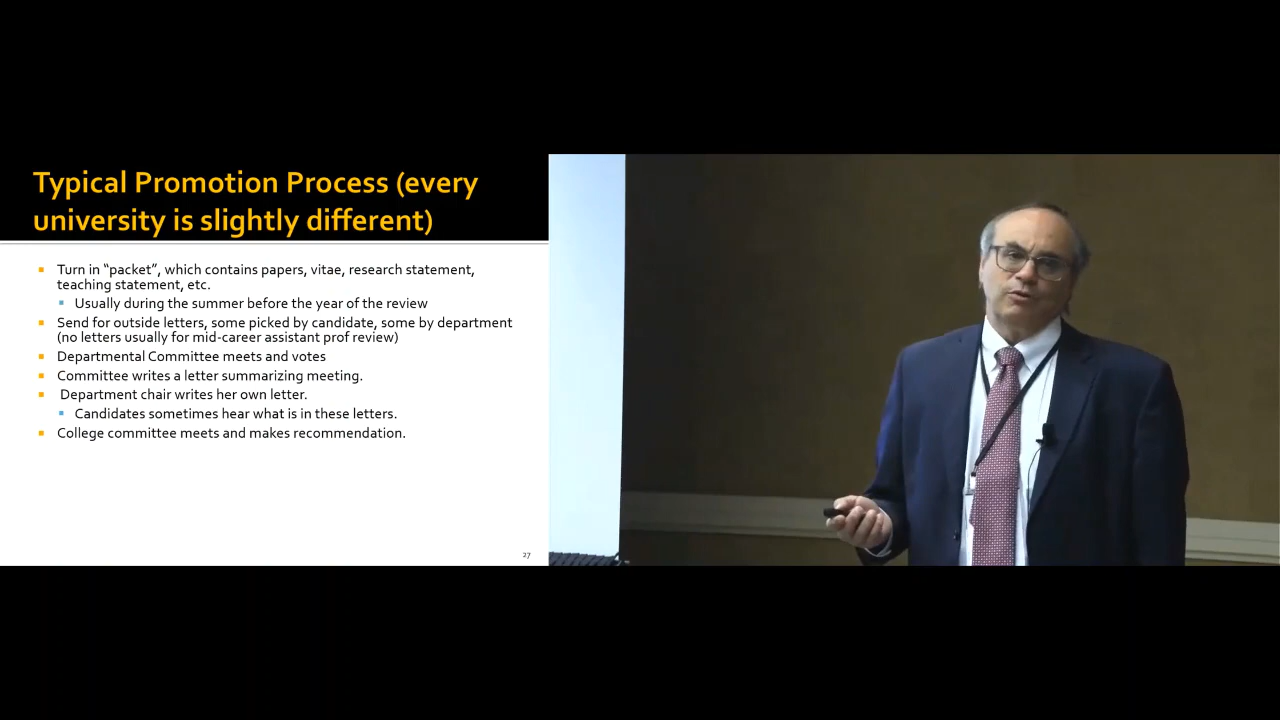 Typical Promotion Process (every
university is slightly different)
Turn in “packet”, which contains papers, vitae, research statement,
teaching statement, etc.
Usually during the summer before the year of the review
Send for outside letters, some picked by candidate, some by department
(no letters usually for mid-career assistant prof review)
Departmental Committee meets and votes
Committee writes a letter summarizing meeting.
Department chair writes her own letter.
Candidates sometimes hear what is in these letters.
College committee meets and makes recommendation.
27